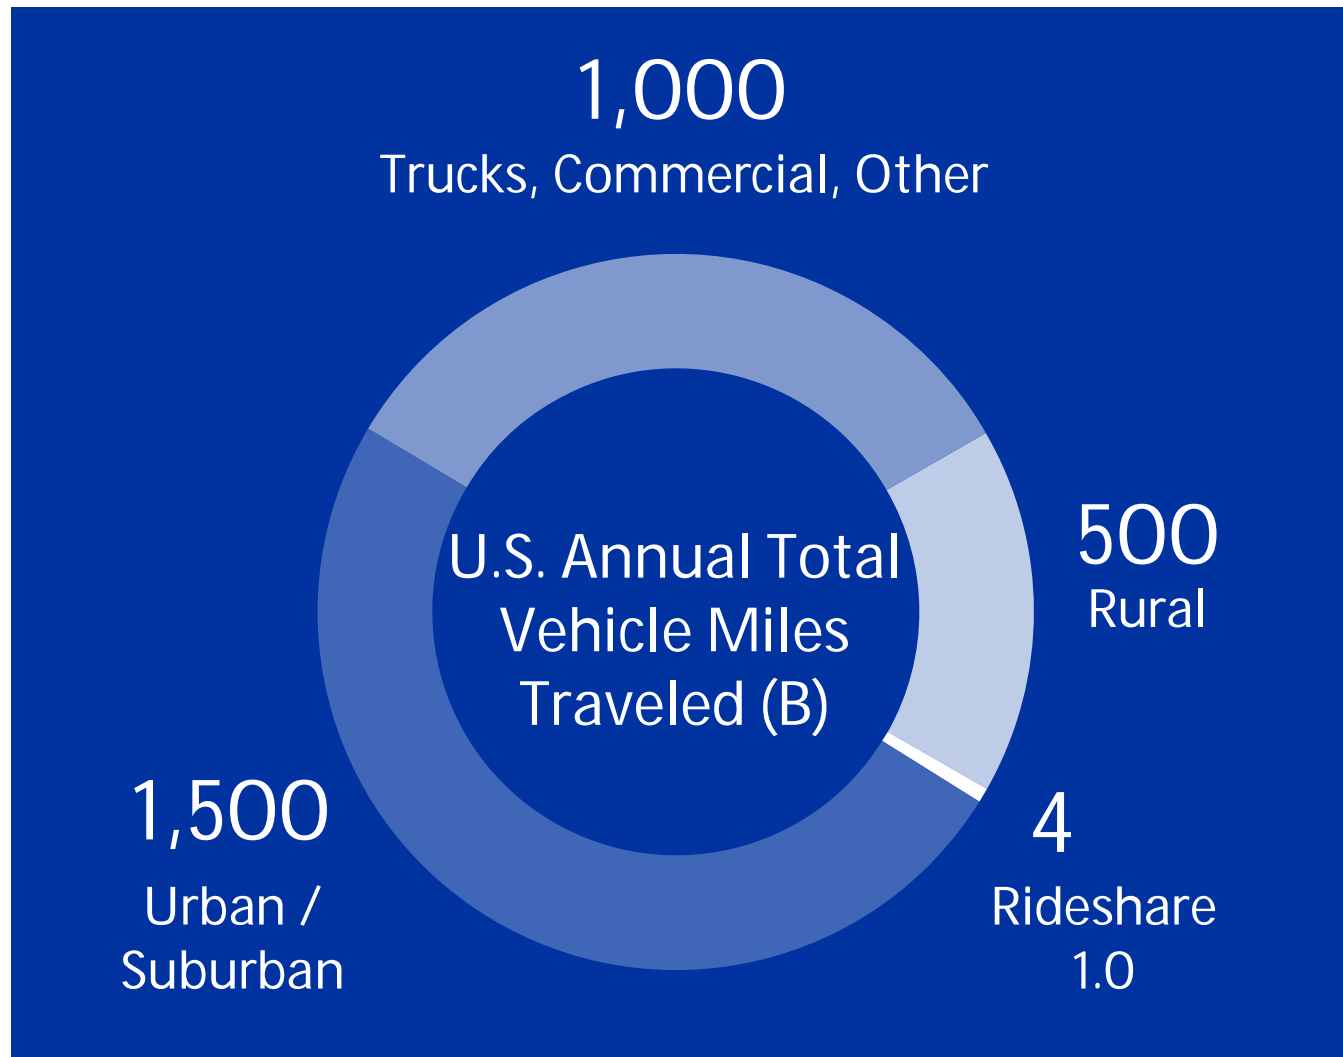 1,000
Trucks, Commercial, Other
U.S. Annual Total
Vehicle Miles
Traveled (B)
500
Rural
1,500
Urban /
Suburban
4
Rideshare
1.0